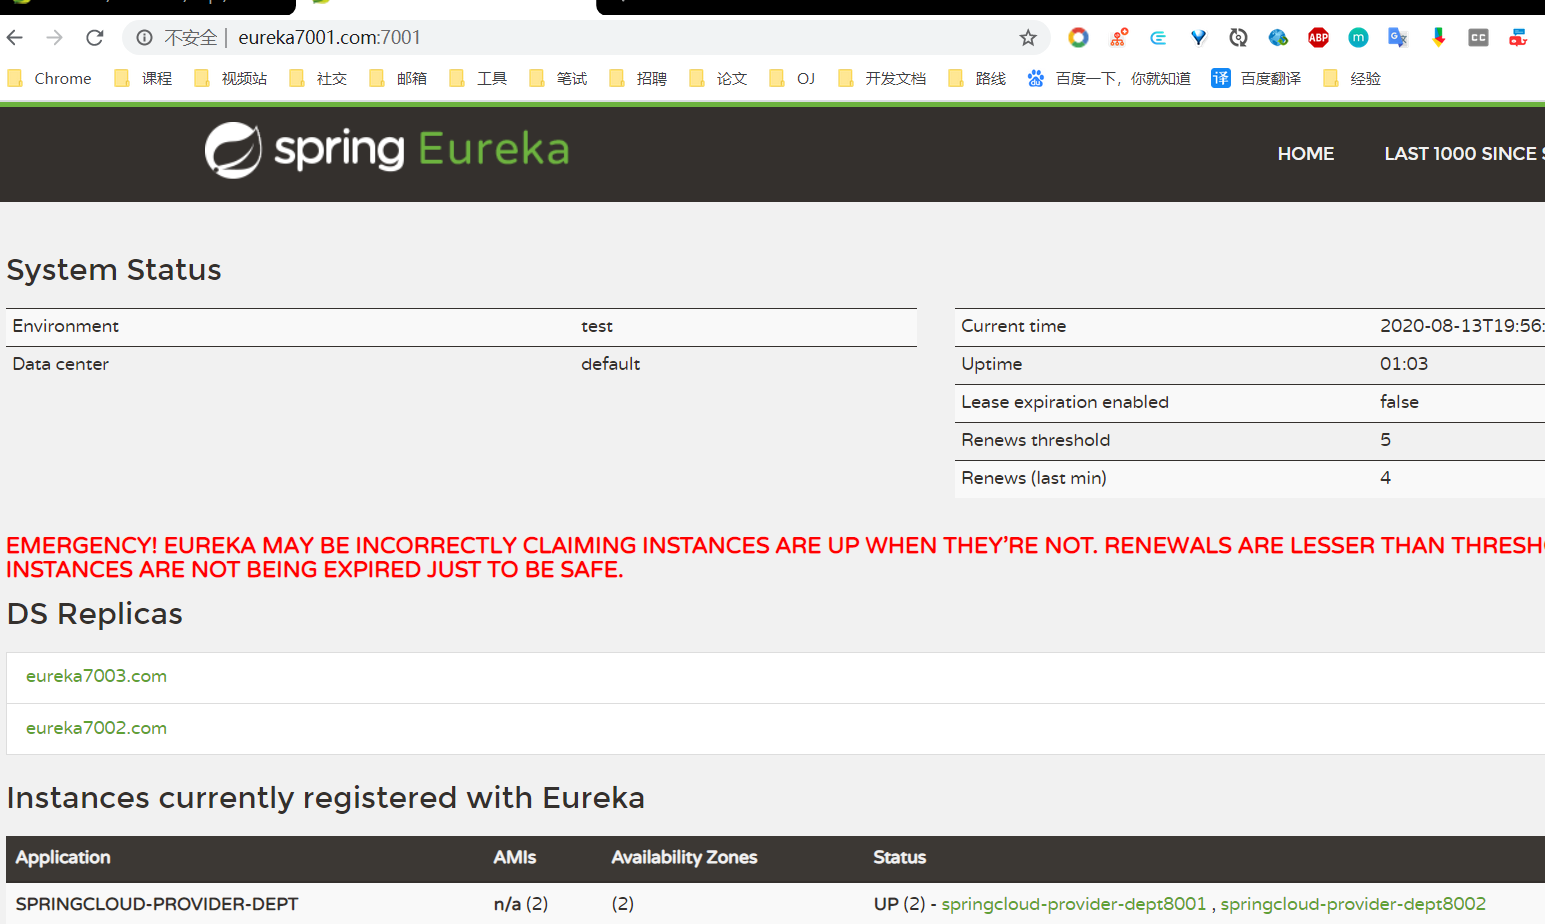 不安全 | eureka7001.com:7001
Chrome 课程 视频站 社交 邮箱 工具 笔试 招聘 论文 OJ 开发文档 路线 百度一下，你就知道 译 百度翻译 经验
spring Eureka
HOME LAST 1000 SINCE
System Status
Environment test
Data center default
Current time 2020-08-13T19:56:
Uptime 01:03
Lease expiration enabled false
Renews threshold 5
Renews (last min) 4
EMERGENCY! EUREKA MAY BE INCORRECTLY CLAIMING INSTANCES ARE UP WHEN THEY'RE NOT. RENEWALS ARE LESSER THAN
INSTANCES ARE NOT BEING EXPIRED JUST TO BE SAFE.
DS Replicas
eureka7003.com
eureka7002.com
Instances currently registered with Eureka
Application AMIs Availability Zones Status
SPRINGCLOUD-PROVIDER-DEPT n/a (2) (2) UP (2) - springcloud-provider-dept8001 , springcloud-provider-dept8002